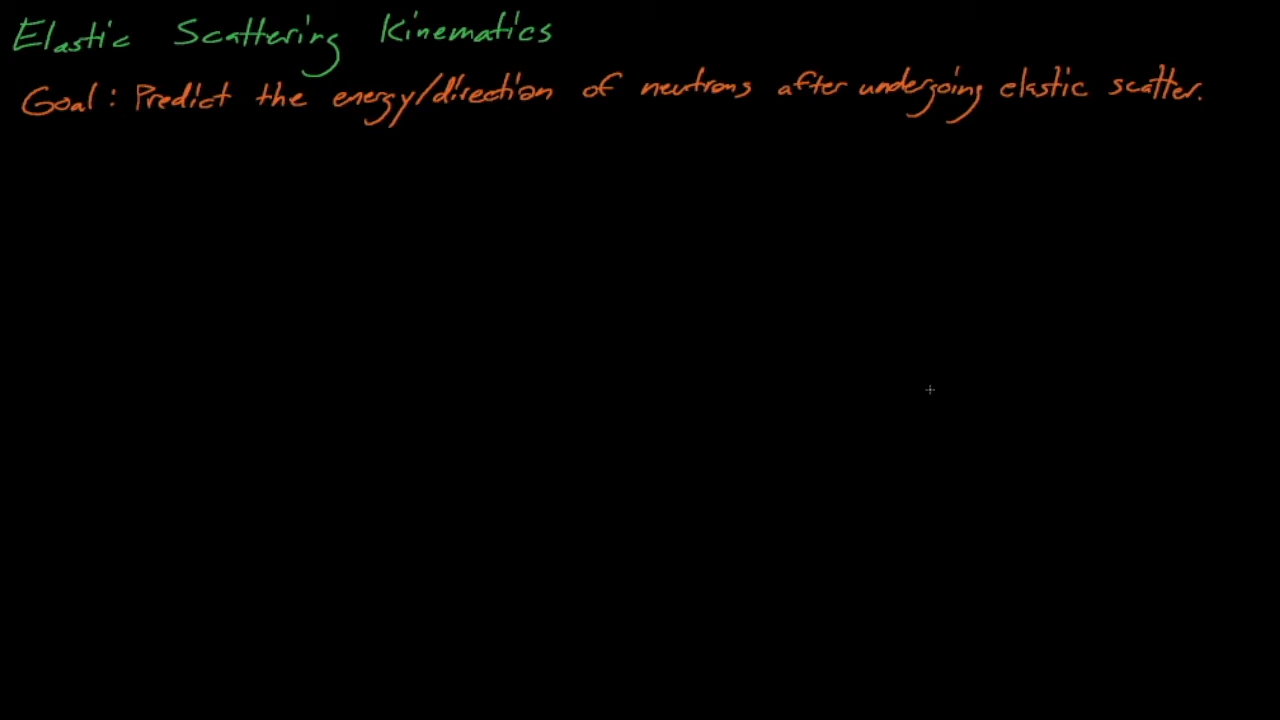 Elastic Scattering Kinematics
Goal: Predict the energy/direction of neutrons after undergoing elastic scatter.